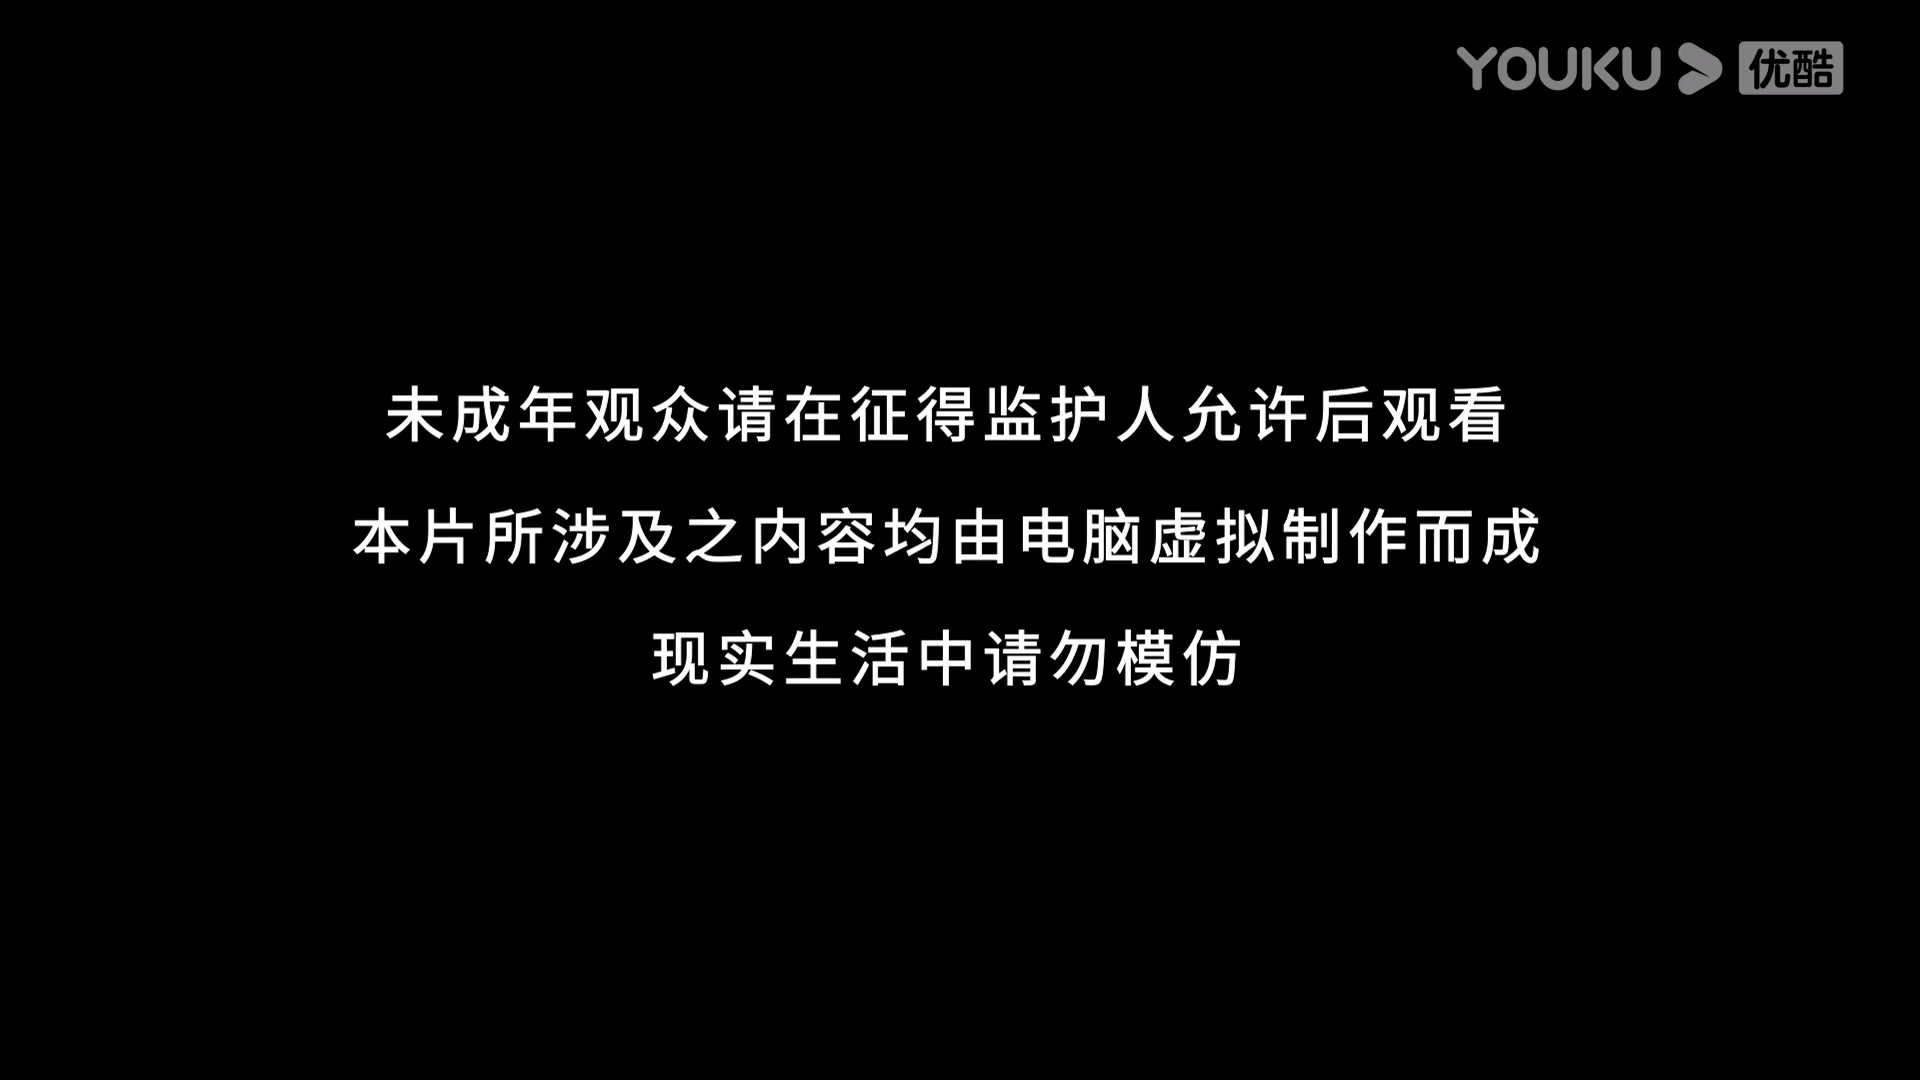 YOUKU 优酷
未成年观众请在征得监护人允许后观看
本片所涉及之内容均由电脑虚拟制作而成
现实生活中请勿模仿